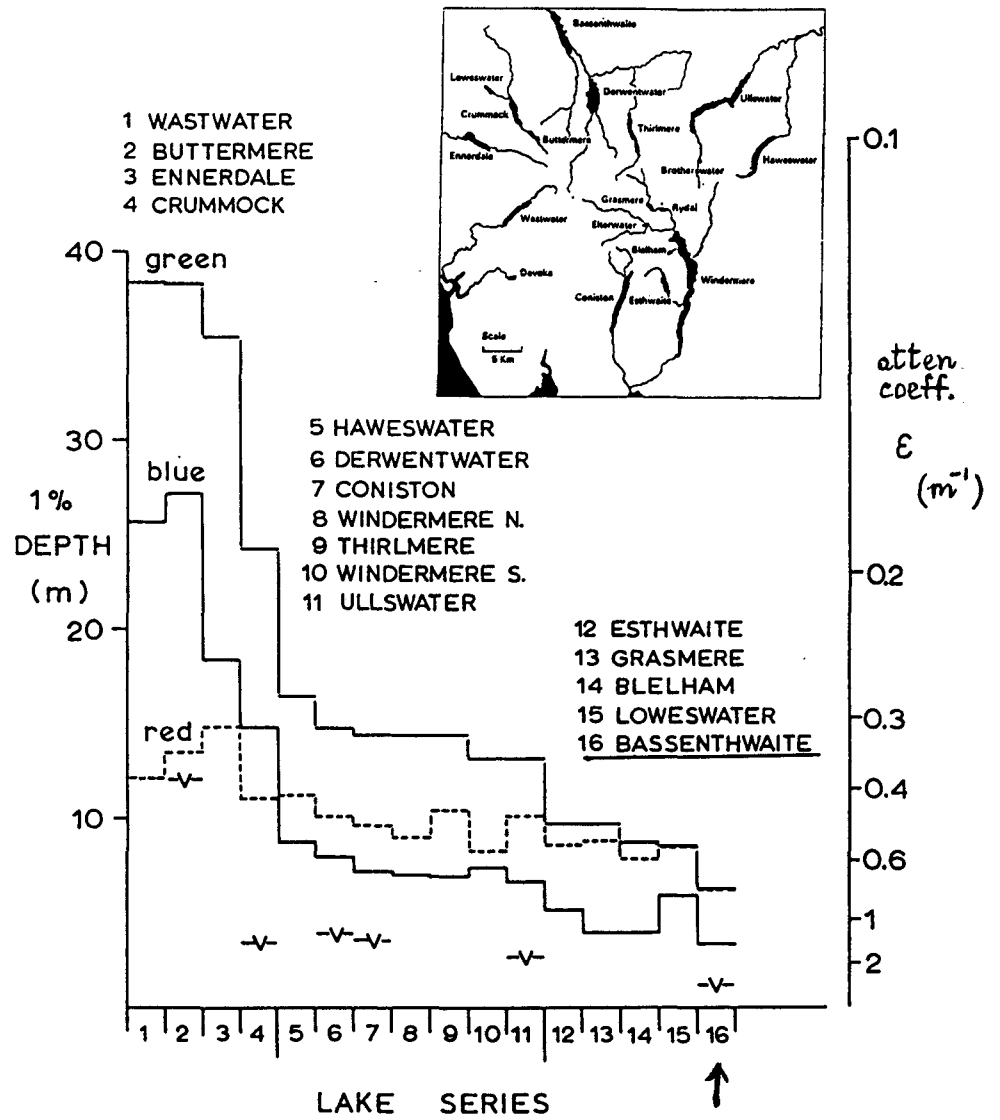 Bassenthwaite
Loweswater
Derwentwater
Ullswater
Crummock
Buttermere
Thirlmere
Ennerdale
Brotherswater
Haweswater
Grasmere
Rydal
Wastwater
Elterwater
Blelham
Devoke
Windermere
Coniston
Esthwaite
Scale
5 Km
1 WASTWATER
2 BUTTERMERE
3 ENNERDALE
4 CRUMMOCK
40
green
30
blue
1%
DEPTH
(m)
20
red
10
5 HAWESWATER
6 DERWENTWATER
7 CONISTON
8 WINDERMERE N.
9 THIRLMERE
10 WINDERMERE S.
11 ULLSWATER
12 ESTHWAITE
13 GRASMERE
14 BLELHAM
15 LOWESWATER
16 BASSENTHWAITE
0.1
atten
coeff.
ε
(m⁻¹)
0.2
0.3
0.4
0.6
1
2
V
V
V
V
V
V
1 2 3 4 5 6 7 8 9 10 11 12 13 14 15 16
LAKE SERIES